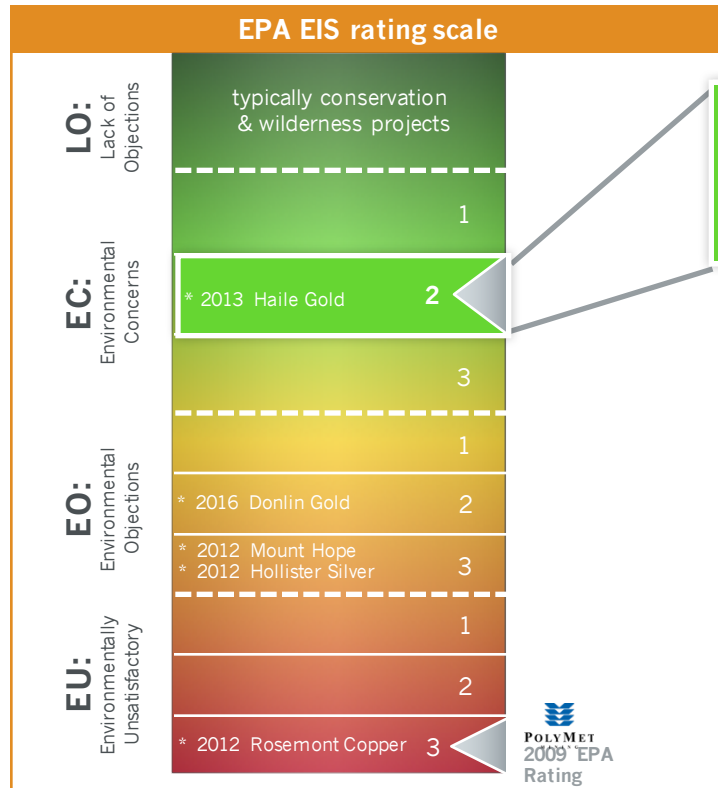 EPA EIS rating scale
LO:
Lack of
Objections
typically conservation
& wilderness projects
EC:
Environmental
Concerns
1
* 2013 Haile Gold 2
3
EO:
Environmental
Objections
1
* 2016 Donlin Gold 2
* 2012 Mount Hope
* 2012 Hollister Silver
3
EU:
Environmentally
Unsatisfactory
1
2
* 2012 Rosemont Copper 3
POLYMET
2009 EPA
Rating